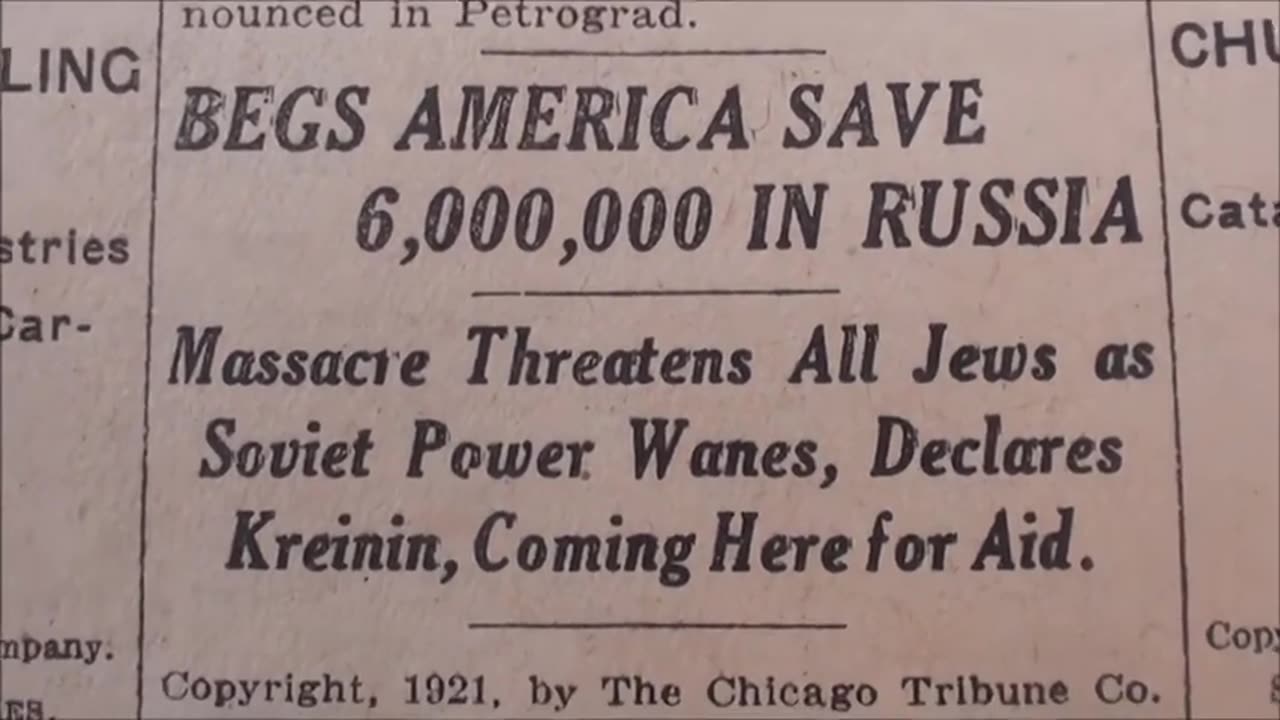 nounced in Petrograd.
BEGS AMERICA SAVE
6,000,000 IN RUSSIA
Massacre Threatens All Jews as
Soviet Power Wanes, Declares
Kreinin, Coming Here for Aid.
Copyright, 1921, by The Chicago Tribune Co.
LING
stries
Car-
mpany.
ES.
CHU
Cata
Copy